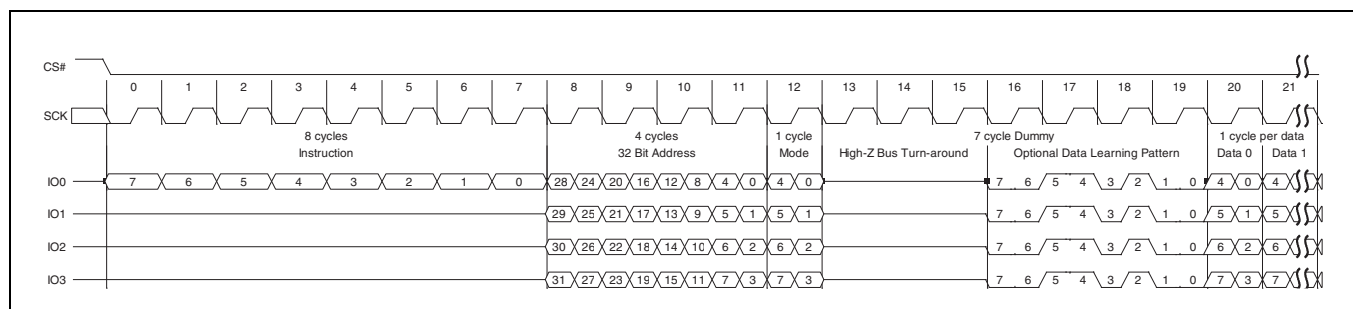 CS#
0 1 2 3 4 5 6 7 8 9 10 11 12 13 14 15 16 17 18 19 20 21
SCK
8 cycles 4 cycles 1 cycle 7 cycle Dummy 1 cycle per data
Instruction 32 Bit Address Mode High-Z Bus Turn-around Optional Data Learning Pattern Data 0 Data 1
IO0 7 6 5 4 3 2 1 0 28 24 20 16 12 8 4 0 4 0 7 6 5 4 3 2 1 0 4 0 4
IO1 29 25 21 17 13 9 5 1 5 1 7 6 5 4 3 2 1 0 5 1 5
IO2 30 26 22 18 14 10 6 2 6 2 7 6 5 4 3 2 1 0 6 2 6
IO3 31 27 23 19 15 11 7 3 7 3 7 6 5 4 3 2 1 0 7 3 7